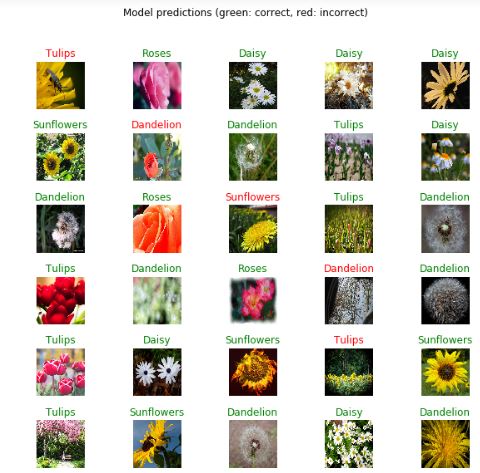 Model predictions (green: correct, red: incorrect)
Tulips Roses Daisy Daisy Daisy
Sunflowers Dandelion Dandelion Tulips Daisy
Dandelion Roses Sunflowers Tulips Dandelion
Tulips Dandelion Roses Dandelion Dandelion
Tulips Daisy Sunflowers Tulips Sunflowers
Tulips Sunflowers Dandelion Daisy Dandelion